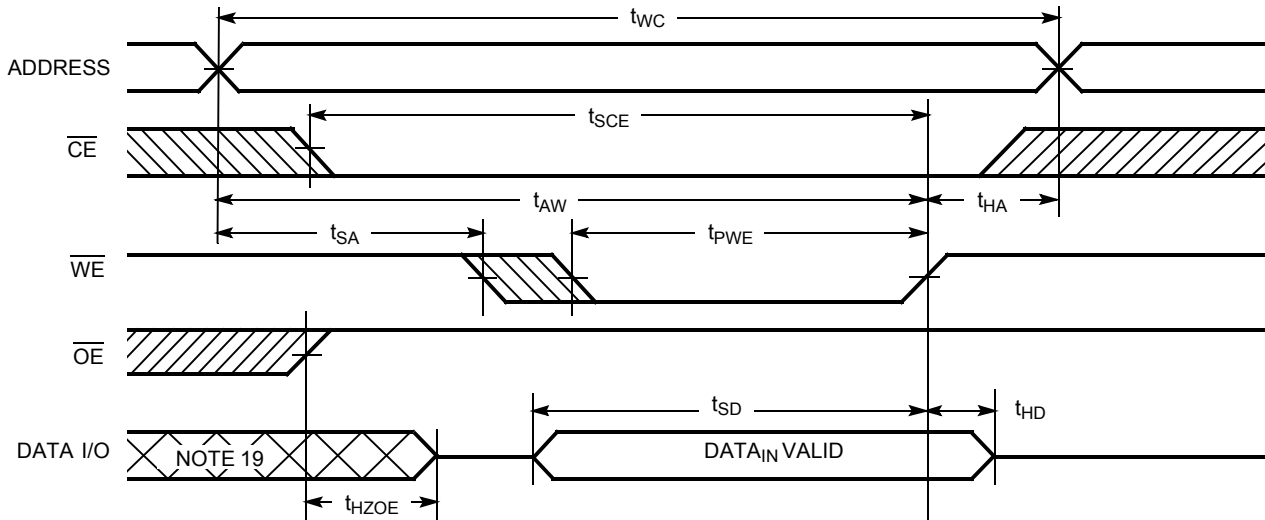 tWC
ADDRESS
tSCE
CE
tAW
tHA
tSA
tPWE
WE
OE
tSD
tHD
DATA I/O
NOTE 19
DATAIN VALID
tHZOE